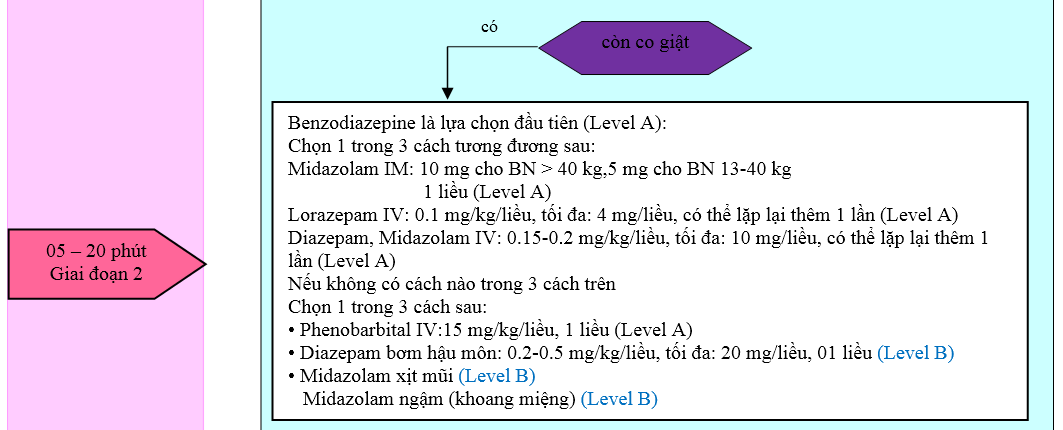 có
còn co giật
Benzodiazepine là lựa chọn đầu tiên (Level A):
Chọn 1 trong 3 cách tương đương sau:
Midazolam IM: 10 mg cho BN > 40 kg,5 mg cho BN 13-40 kg
1 liều (Level A)
Lorazepam IV: 0.1 mg/kg/liều, tối đa: 4 mg/liều, có thể lặp lại thêm 1 lần (Level A)
Diazepam, Midazolam IV: 0.15-0.2 mg/kg/liều, tối đa: 10 mg/liều, có thể lặp lại thêm 1
lần (Level A)
Nếu không có cách nào trong 3 cách trên
Chọn 1 trong 3 cách sau:
• Phenobarbital IV:15 mg/kg/liều, 1 liều (Level A)
• Diazepam bơm hậu môn: 0.2-0.5 mg/kg/liều, tối đa: 20 mg/liều, 01 liều (Level B)
• Midazolam xịt mũi (Level B)
Midazolam ngậm (khoang miệng) (Level B)
05 – 20 phút
Giai đoạn 2